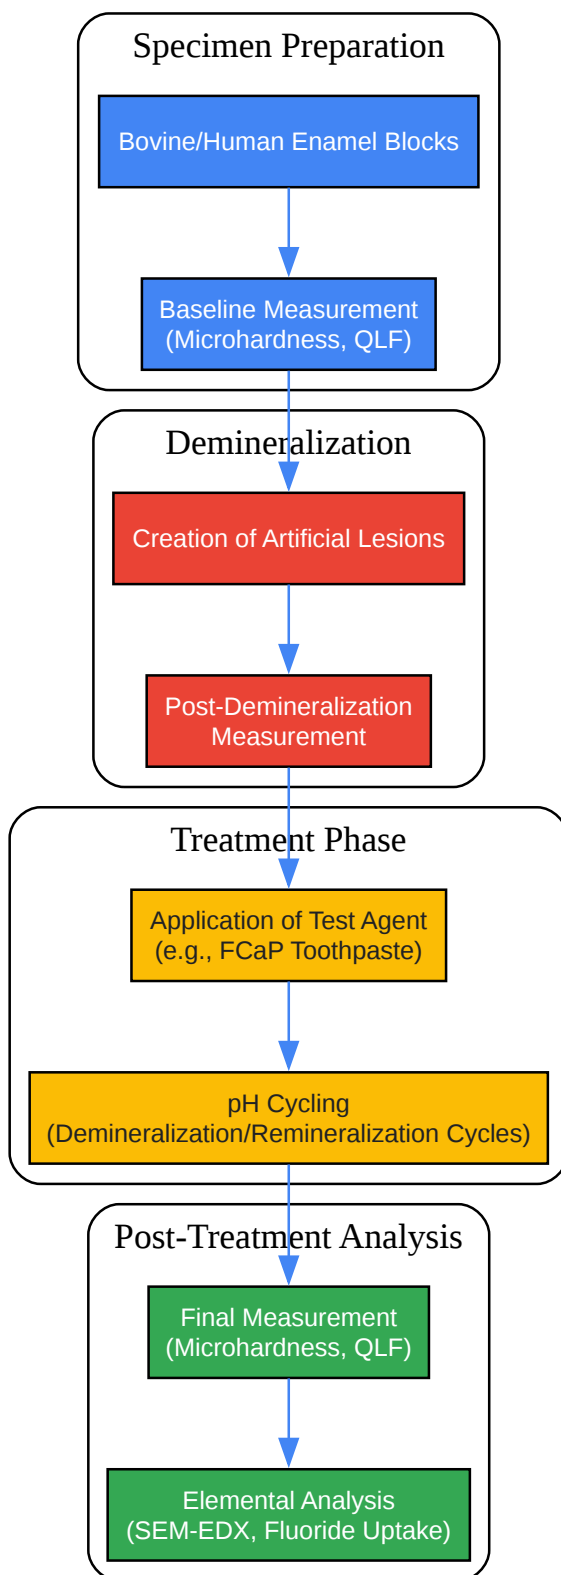 Specimen Preparation
Bovine/Human Enamel Blocks
Baseline Measurement
(Microhardness, QLF)
Demineralization
Creation of Artificial Lesions
Post-Demineralization
Measurement
Treatment Phase
Application of Test Agent
(e.g., FCaP Toothpaste)
pH Cycling
(Demineralization/Remineralization Cycles)
Post-Treatment Analysis
Final Measurement
(Microhardness, QLF)
Elemental Analysis
(SEM-EDX, Fluoride Uptake)